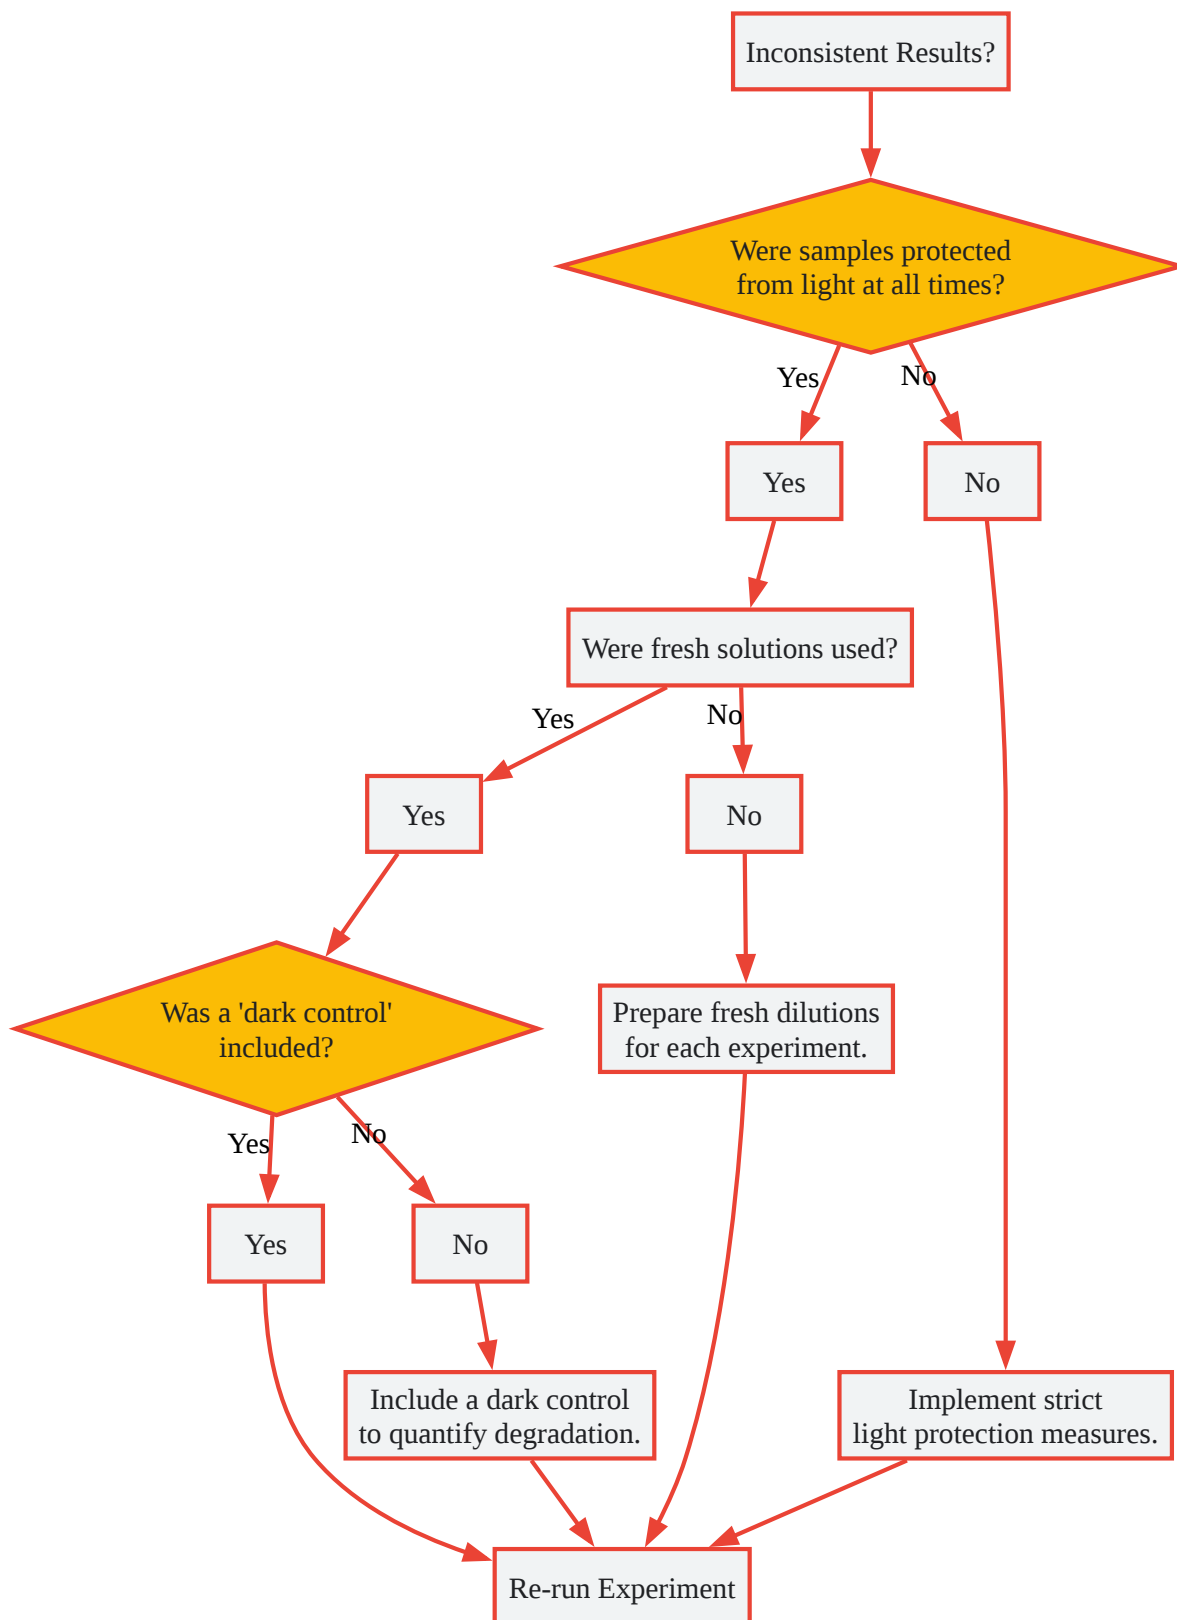 Inconsistent Results?
Were samples protected
from light at all times?
Yes
No
Yes
No
Were fresh solutions used?
Yes
No
Yes
No
Was a 'dark control'
included?
Prepare fresh dilutions
for each experiment.
Yes
No
Yes
No
Include a dark control
to quantify degradation.
Implement strict
light protection measures.
Re-run Experiment